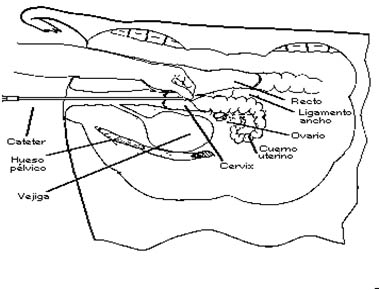 Recto
Ligamento
ancho
Ovario
Cuerno
uterino
Cervix
Cateter
Hueso
pélvico
Vejiga